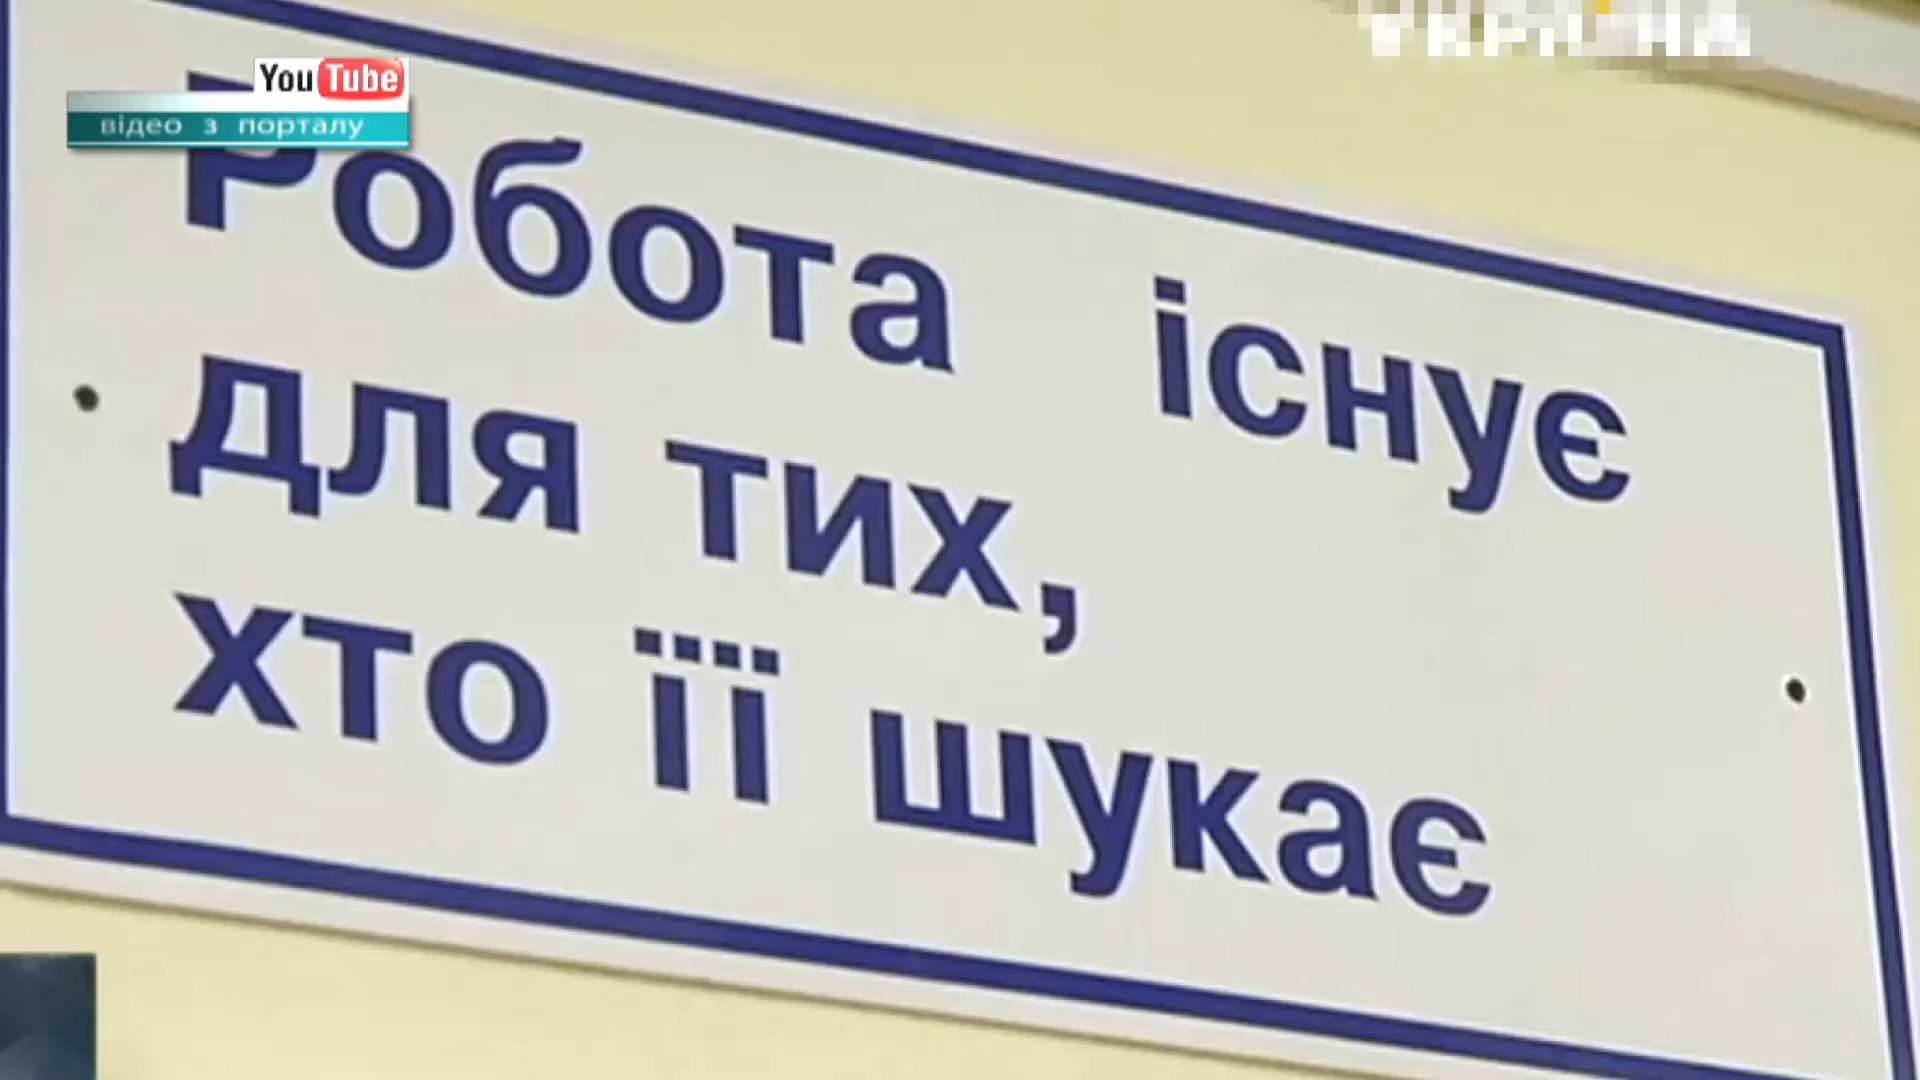 YouTube
відео з порталу
Робота існує
для тих,
хто її шукає